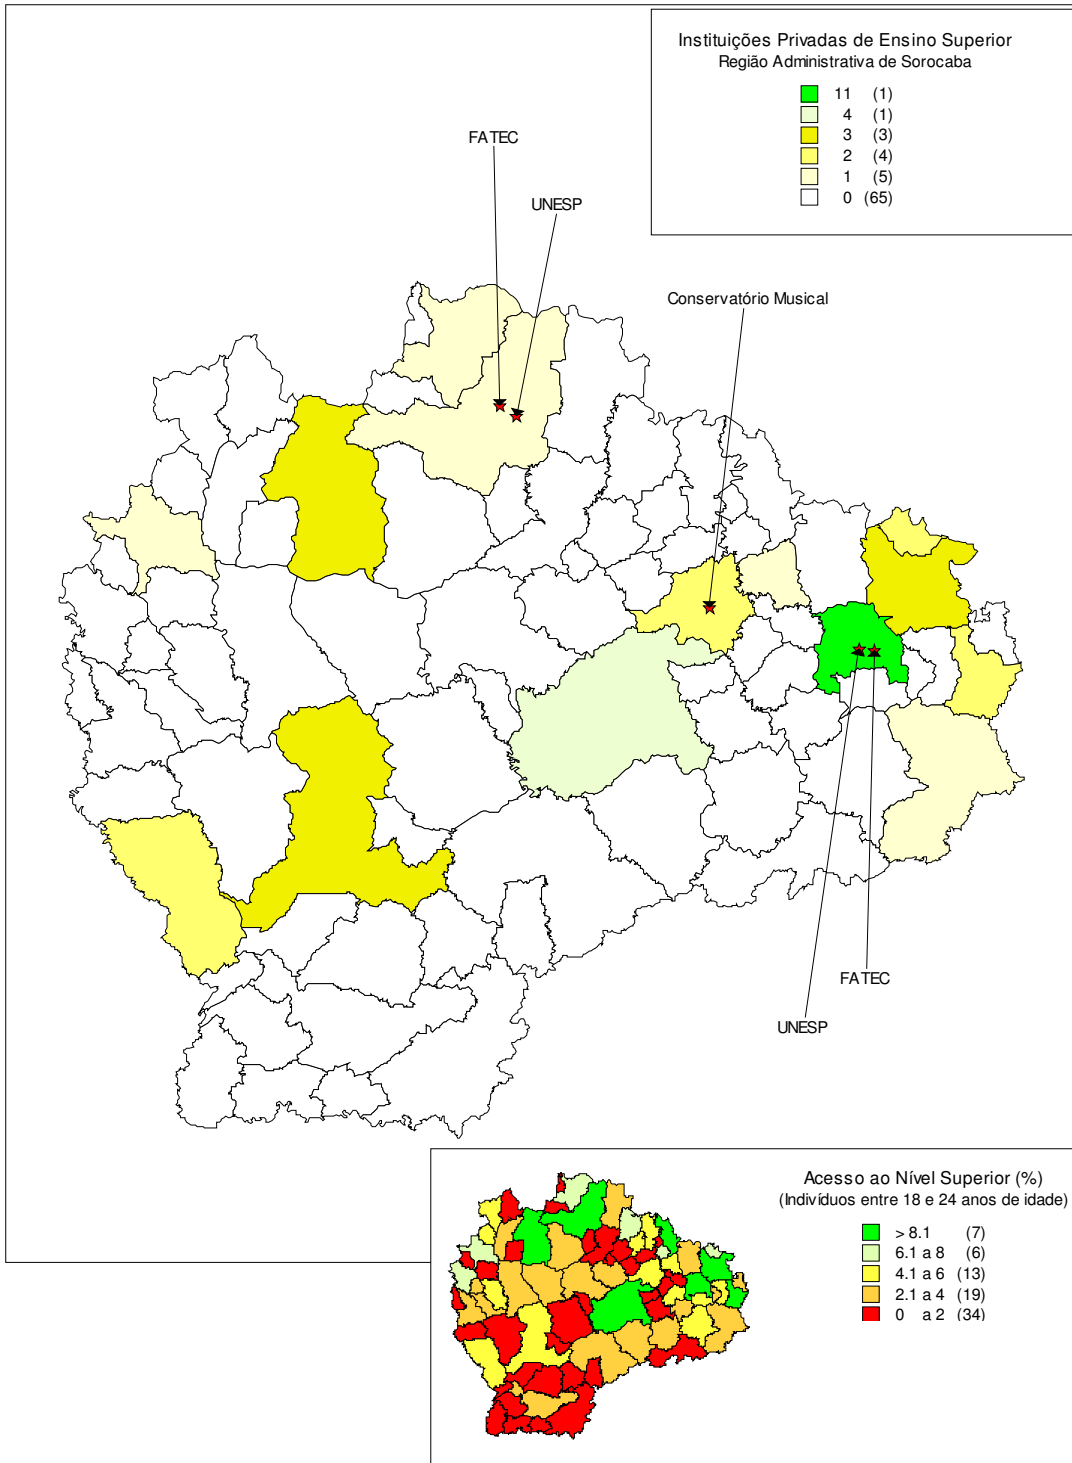 Instituições Privadas de Ensino Superior
Região Administrativa de Sorocaba
11 (1)
4 (1)
3 (3)
2 (4)
1 (5)
0 (65)
FATEC
UNESP
Conservatório Musical
FATEC
UNESP
Acesso ao Nível Superior (%)
(Indivíduos entre 18 e 24 anos de idade)
> 8.1 (7)
6.1 a 8 (6)
4.1 a 6 (13)
2.1 a 4 (19)
0 a 2 (34)